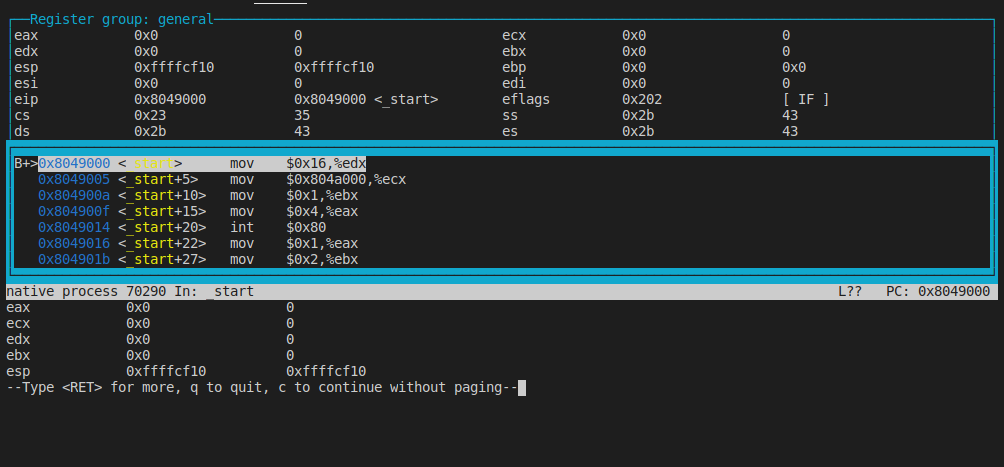 Register group: general
eax 0x0 0 ecx 0x0 0
edx 0x0 0 ebx 0x0 0
esp 0xffffcf10 0xffffcf10 ebp 0x0 0x0
esi 0x0 0 edi 0x0 0
eip 0x8049000 0x8049000 <_start> eflags 0x202 [ IF ]
cs 0x23 35 ss 0x2b 43
ds 0x2b 43 es 0x2b 43
B+>0x8049000 <_start> mov $0x16,%edx
0x8049005 <_start+5> mov $0x804a000,%ecx
0x804900a <_start+10> mov $0x1,%ebx
0x804900f <_start+15> mov $0x4,%eax
0x8049014 <_start+20> int $0x80
0x8049016 <_start+22> mov $0x1,%eax
0x804901b <_start+27> mov $0x2,%ebx
native process 70290 In: _start L?? PC: 0x8049000
eax 0x0 0
ecx 0x0 0
edx 0x0 0
ebx 0x0 0
esp 0xffffcf10 0xffffcf10
--Type <RET> for more, q to quit, c to continue without paging--